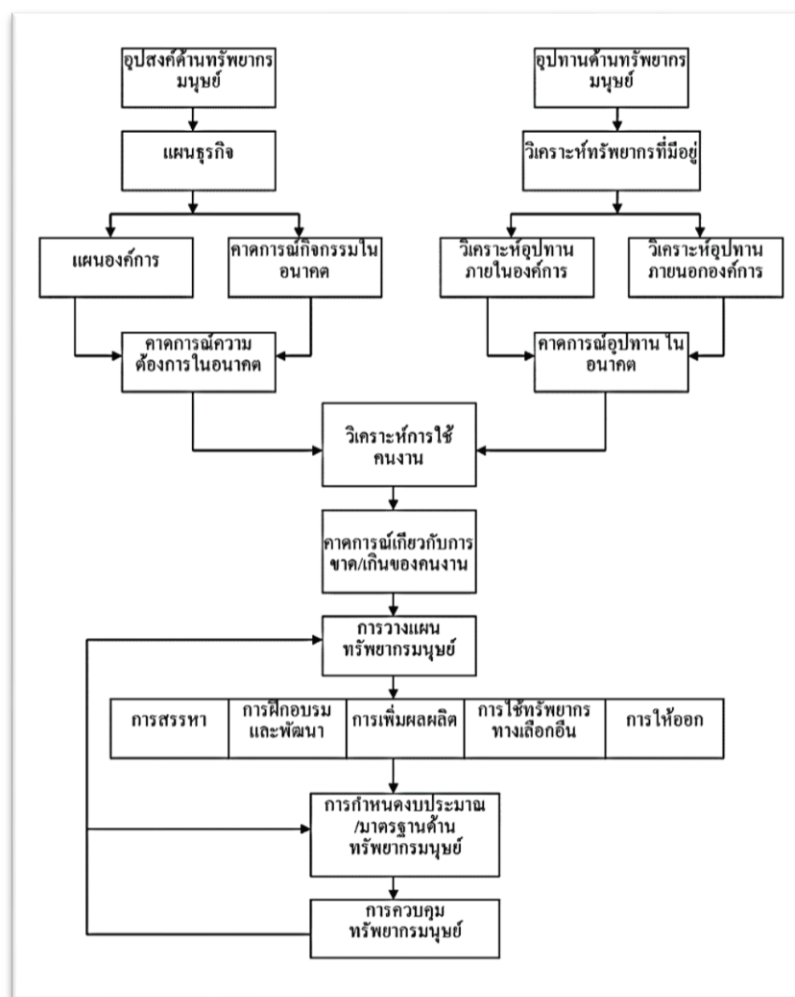 อุปสงค์ด้านทรัพยากร
มนุษย์
อุปทานด้านทรัพยากร
มนุษย์
แผนธุรกิจ
วิเคราะห์ทรัพยากรที่มีอยู่
แผนองค์การ
คาดการณ์กิจกรรมใน
อนาคต
วิเคราะห์อุปทาน
ภายในองค์การ
วิเคราะห์อุปทาน
ภายนอกองค์การ
คาดการณ์ความ
ต้องการในอนาคต
คาดการณ์อุปทาน ใน
อนาคต
วิเคราะห์การใช้
คนงาน
คาดการณ์เกี่ยวกับการ
ขาด/เกินของคนงาน
การวางแผน
ทรัพยากรมนุษย์
การสรรหา
การฝึกอบรม
และพัฒนา
การเพิ่มผลผลิต
การใช้ทรัพยากร
ทางเลือกอื่น
การให้ออก
การกำหนดงบประมาณ
/มาตรฐานด้าน
ทรัพยากรมนุษย์
การควบคุม
ทรัพยากรมนุษย์